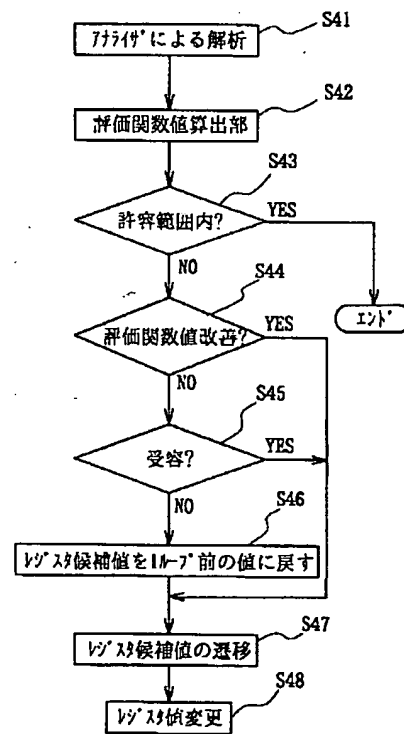 S41
ｱﾅﾗｲｻﾞによる解析
S42
評価関数値算出部
S43
許容範囲内?
YES
NO
S44
ｴﾝﾄﾞ
評価関数値改善?
YES
NO
S45
受容?
YES
NO
S46
ﾚｼﾞｽﾀ候補値を1ﾙｰﾌﾟ前の値に戻す
S47
ﾚｼﾞｽﾀ候補値の遷移
S48
ﾚｼﾞｽﾀ値変更